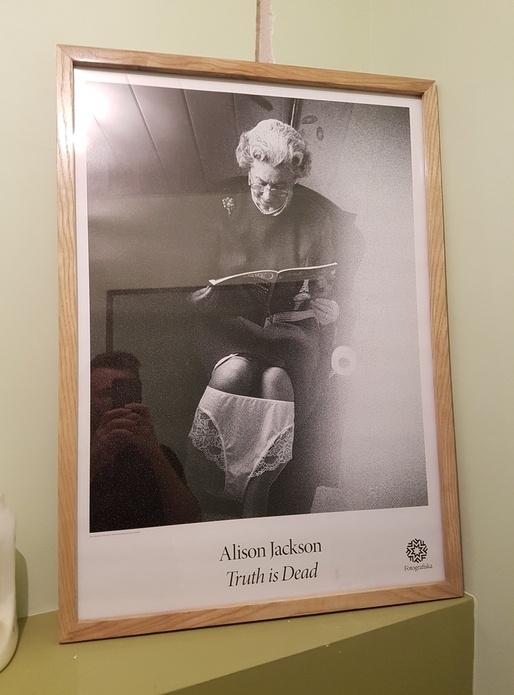 Alison Jackson
Truth is Dead
Fotografiska